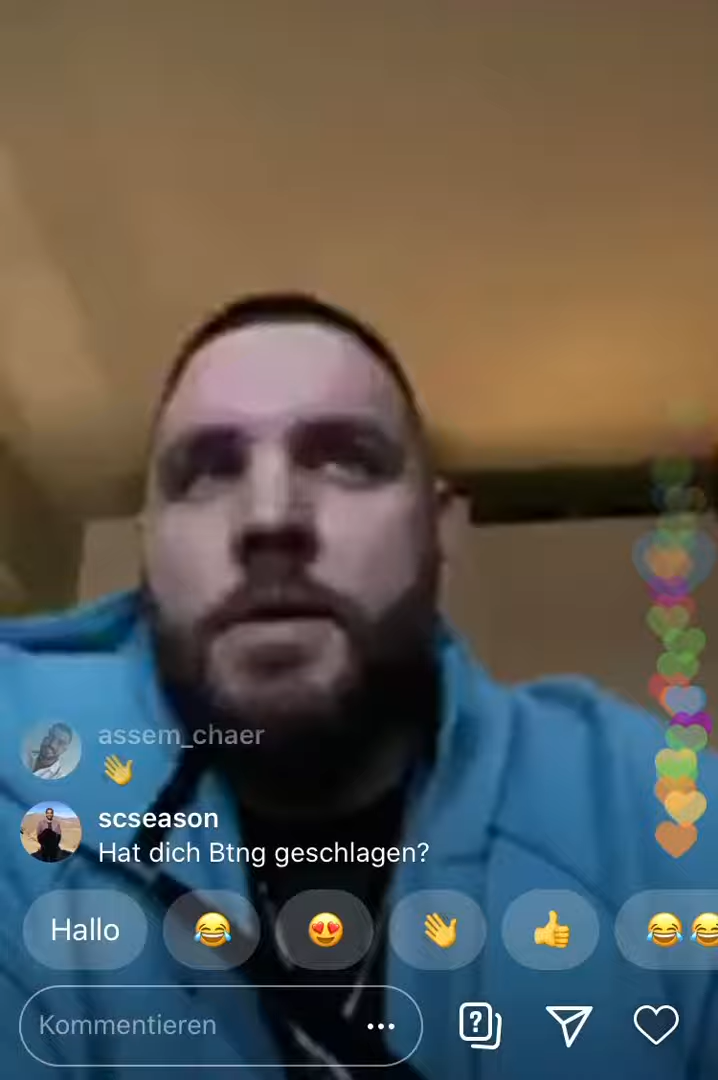 assem_chaer
👋
scseason
Hat dich Btng geschlagen?
Hallo 😂 😍 👋 👍 😂😂
Kommentieren